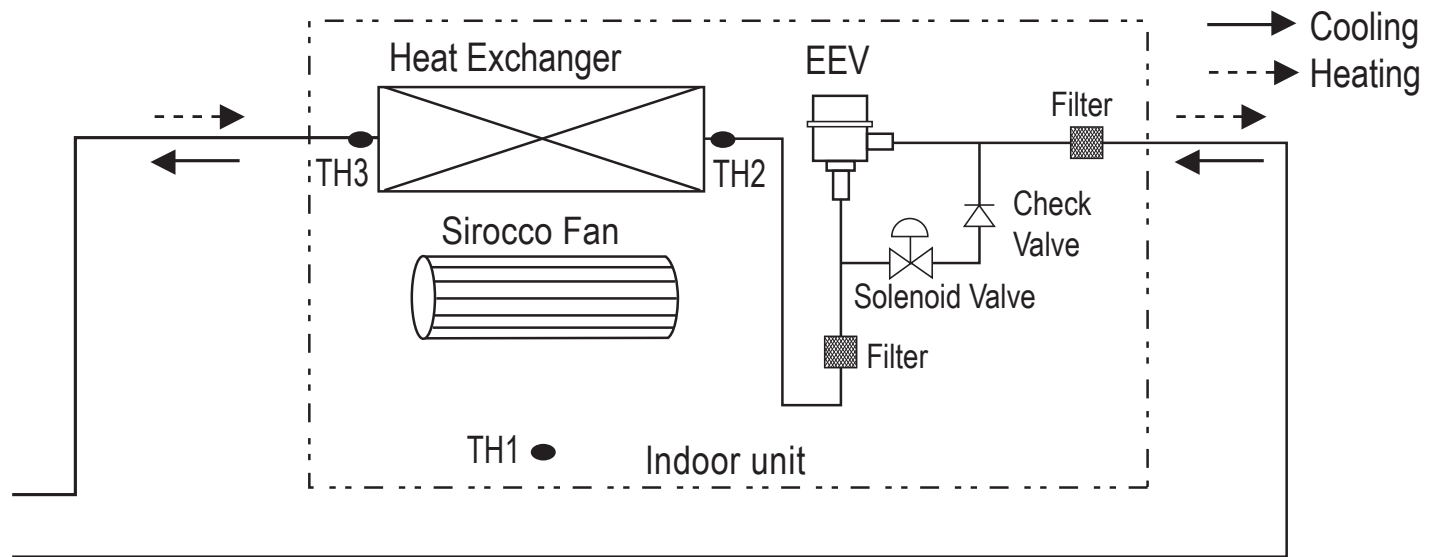 Cooling
Heating
Heat Exchanger
EEV
Filter
TH3
TH2
Check
Valve
Sirocco Fan
Solenoid Valve
Filter
TH1
Indoor unit